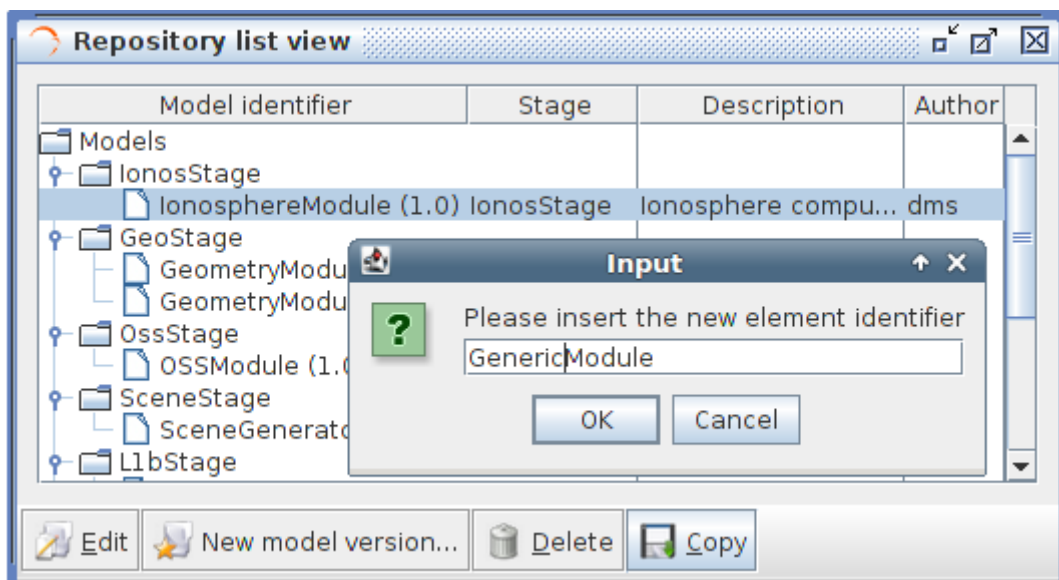 Repository list view
Model identifier Stage Description Author
Models
IonosStage
IonosphereModule (1.0) IonosStage Ionosphere compu... dms
GeoStage
GeometryModu
GeometryModu
OssStage
OSSModule (1.0
SceneStage
SceneGenerato
L1bStage
Input
Please insert the new element identifier
GenericModule
OK Cancel
Edit New model version... Delete Copy